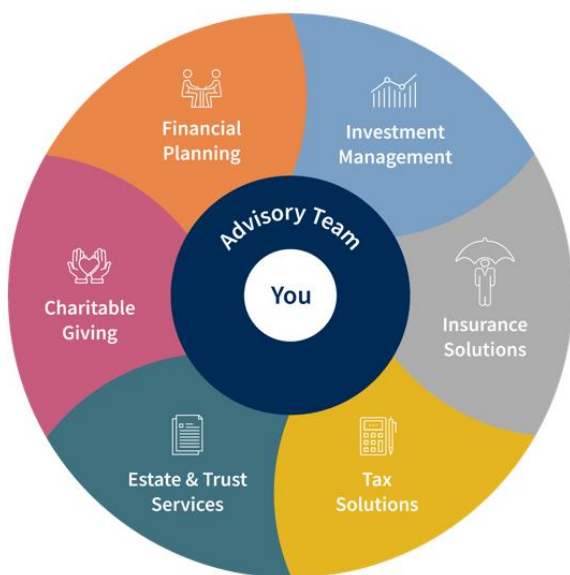 Financial
Planning
Investment
Management
Advisory Team
You
Charitable
Giving
Insurance
Solutions
Estate & Trust
Services
Tax
Solutions